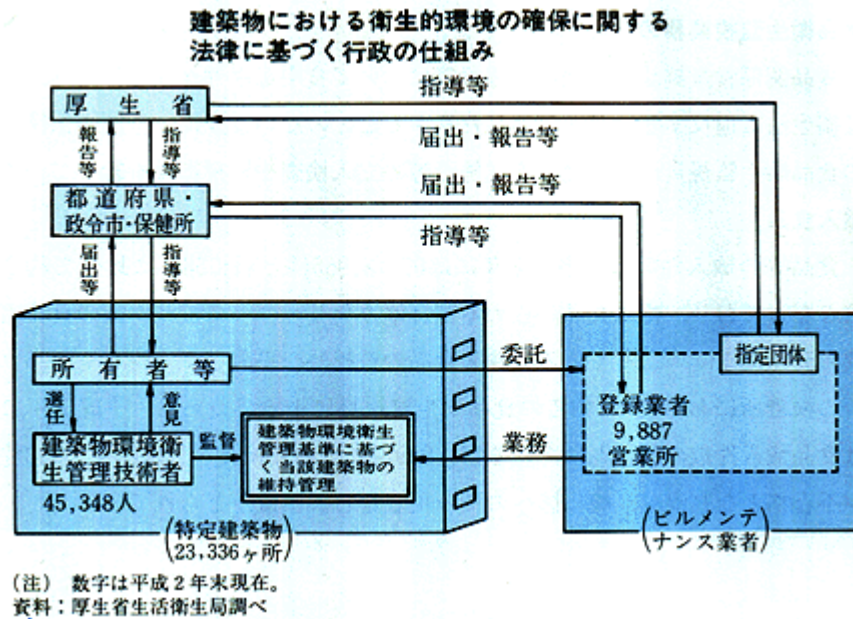 建築物における衛生的環境の確保に関する
法律に基づく行政の仕組み
厚生省
指導等
届出・報告等
報告等
指導等
都道府県・
政令市・保健所
届出・報告等
指導等
届出等
指導等
所有者等
委託
指定団体
選任
意見
登録業者
9,887
営業所
建築物環境衛
生管理技術者
45,348人
監督
建築物環境衛生
管理基準に基づ
く当該建築物の
維持管理
業務
(特定建築物
23,336ヶ所)
(ビルメンテ
ナンス業者)
(注) 数字は平成2年末現在。
資料:厚生省生活衛生局調べ